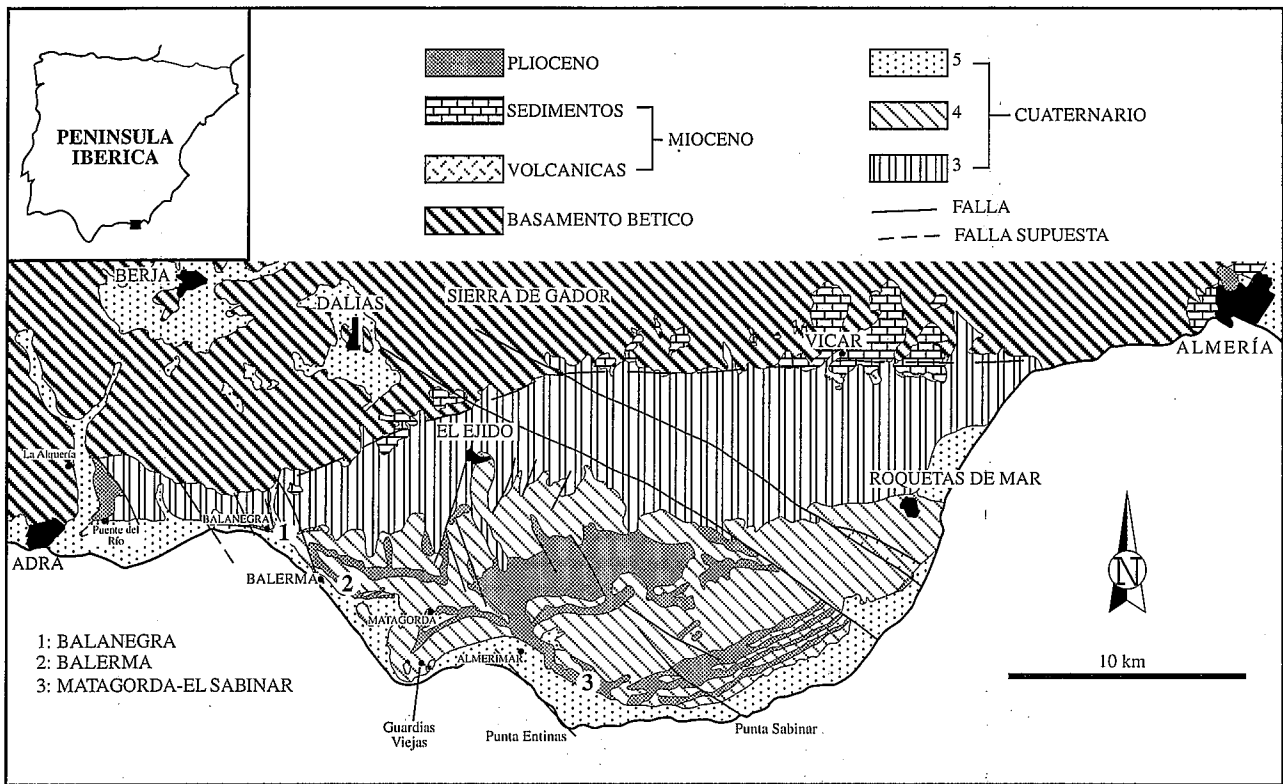 PENINSULA
IBERICA
PLIOCENO
SEDIMENTOS
MIOCENO
VOLCANICAS
BASAMENTO BETICO
5
4
CUATERNARIO
3
FALLA
FALLA SUPUESTA
BERJA
DALIAS
SIERRA DE GADOR
VICAR
ALMERÍA
EL EJIDO
La Alquería
ROQUETAS DE MAR
BALANEGRA
1
Puente del
Río
ADRA
BALERMA
2
MATAGORDA
N
1: BALANEGRA
2: BALERMA
3: MATAGORDA-EL SABINAR
ALMERIMAR
3
10 km
Guardias
Viejas
Punta Entinas
Punta Sabinar